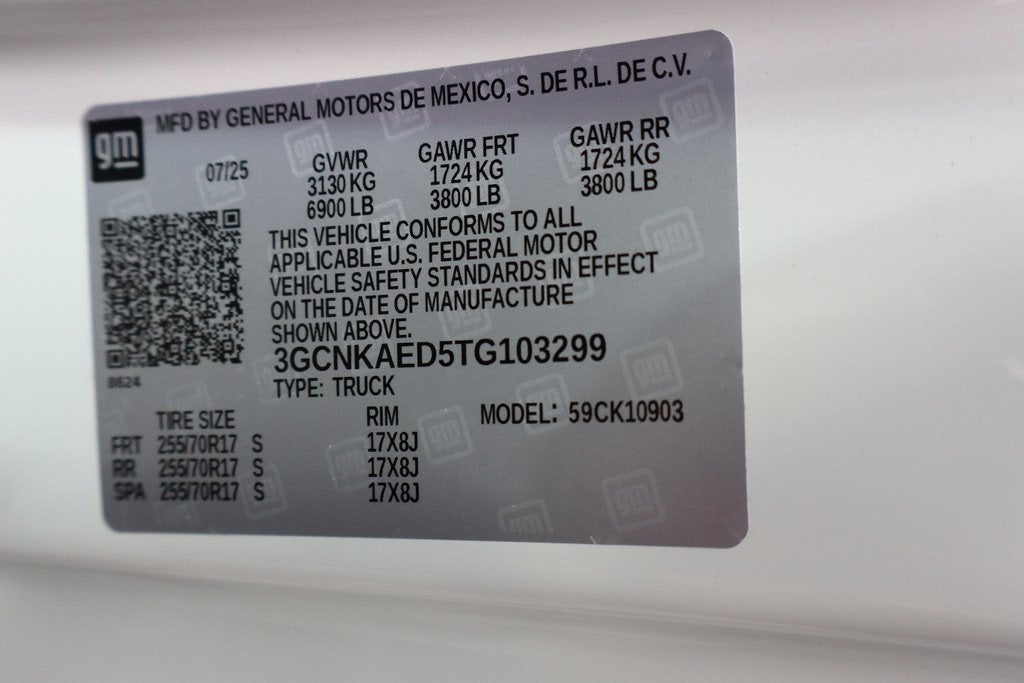 MFD BY GENERAL MOTORS DE MEXICO, S. DE R.L. DE C.V.
gm
07/25 GVWR GAWR FRT GAWR RR
3130 KG 1724 KG 1724 KG
6900 LB 3800 LB 3800 LB
THIS VEHICLE CONFORMS TO ALL
APPLICABLE U.S. FEDERAL MOTOR
VEHICLE SAFETY STANDARDS IN EFFECT
ON THE DATE OF MANUFACTURE
SHOWN ABOVE.
3GCNKAED5TG103299
8624
TYPE: TRUCK
TIRE SIZE RIM MODEL: 59CK10903
FRT 255/70R17 S 17X8J
RR 255/70R17 S 17X8J
SPA 255/70R17 S 17X8J